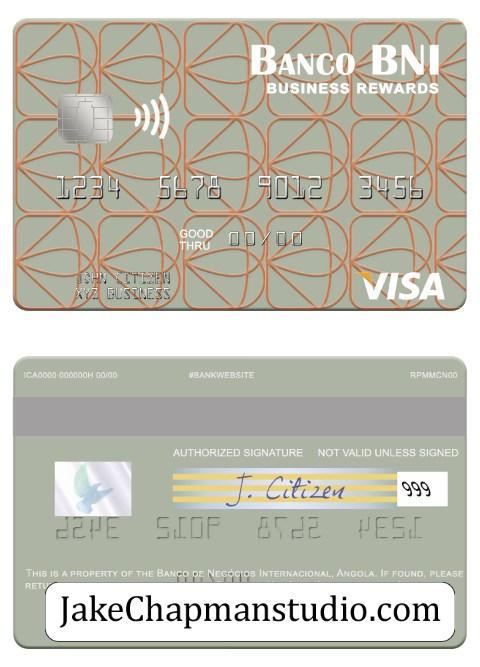 BANCO BNI
BUSINESS REWARDS
1234 5678 9012 3456
GOOD THRU 00/00
JOHN CITIZEN
XYZ BUSINESS
VISA
ICA0000 000000H 00/00 #BANKWEBSITE RPMMCN00
AUTHORIZED SIGNATURE NOT VALID UNLESS SIGNED
J. Citizen 999
THIS IS A PROPERTY OF THE BANCO DE NEGÓCIOS INTERNACIONAL, ANGOLA. IF FOUND, PLEASE
JakeChapmanstudio.com